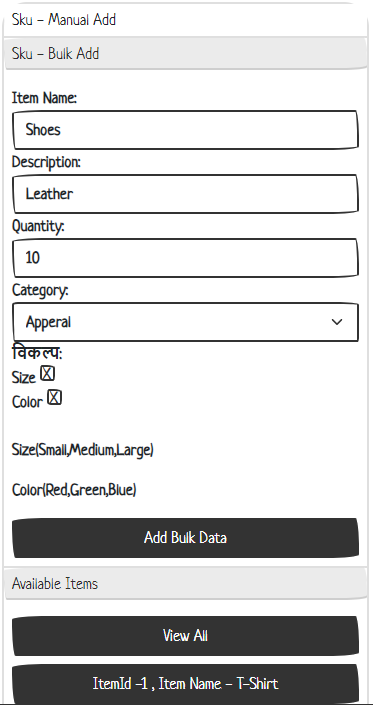 Sku - Manual Add
Sku - Bulk Add
Item Name:
Shoes
Description:
Leather
Quantity:
10
Category:
Apperal
विकल्प:
Size
Color
Size(Small,Medium,Large)
Color(Red,Green,Blue)
Add Bulk Data
Available Items
View All
ItemId -1 , Item Name - T-Shirt